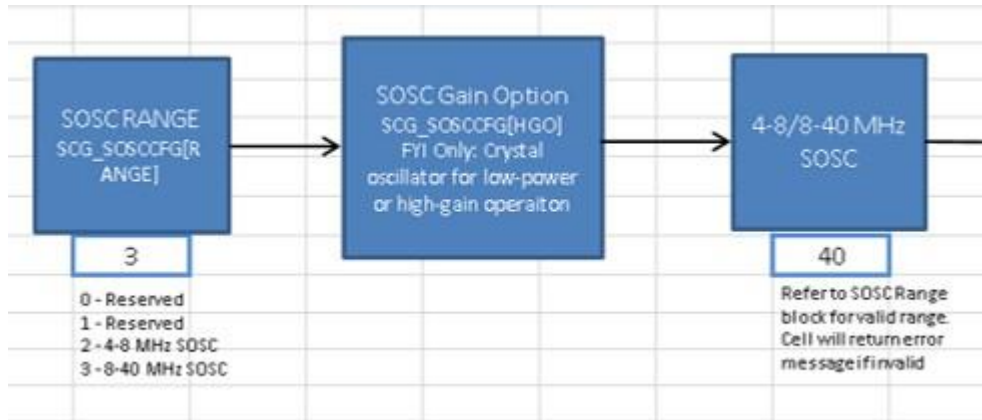 SOSC RANGE
SCG_SOSCCFG[R
ANGE]
3
0 - Reserved
1 - Reserved
2 - 4-8 MHz SOSC
3 - 8-40 MHz SOSC
SOSC Gain Option
SCG_SOSCCFG[HGO]
FYI Only: Crystal
oscillator for low-power
or high-gain operaiton
4-8/8-40 MHz
SOSC
40
Refer to SOSC Range
block for valid range.
Cell will return error
message if invalid